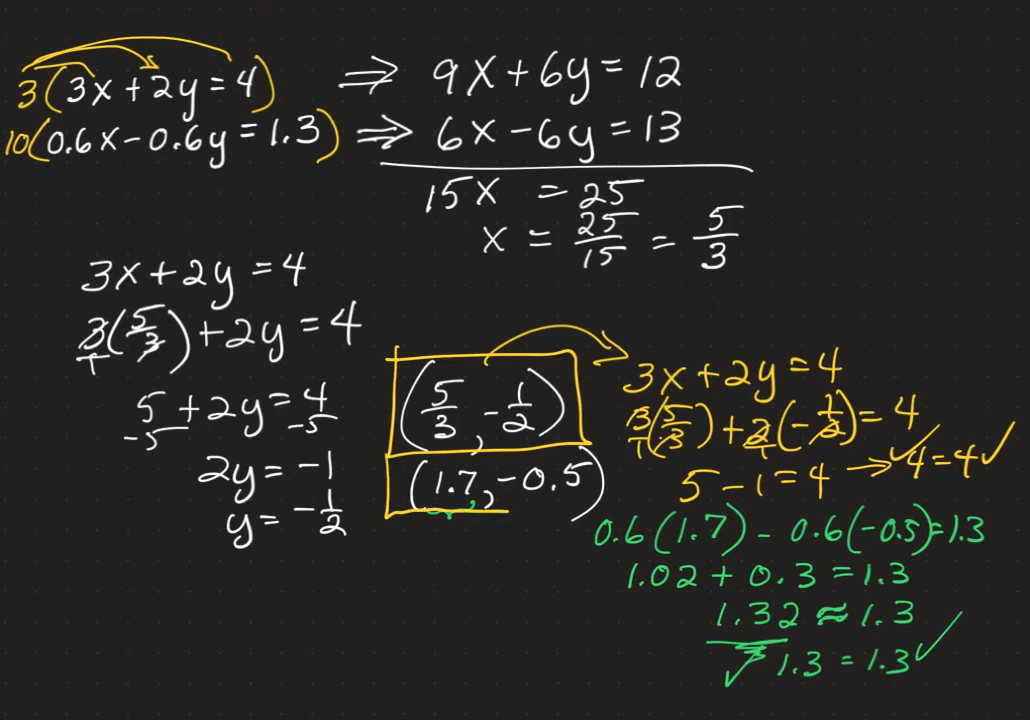 3(3x + 2y = 4) ⇒ 9x + 6y = 12
10(0.6x - 0.6y = 1.3) ⇒ 6x - 6y = 13
15x = 25
x = 25/15 = 5/3
3x + 2y = 4
3/1(5/3) + 2y = 4
5 + 2y = 4
-5 -5
2y = -1
y = -1/2
(5/3, -1/2)
(1.7, -0.5)
3x + 2y = 4
3/1(5/3) + 2/1(-1/2) = 4
5 - 1 = 4 → ✓4 = 4 ✓
0.6(1.7) - 0.6(-0.5) = 1.3
1.02 + 0.3 = 1.3
1.32 ≈ 1.3
✓ 1.3 = 1.3 ✓